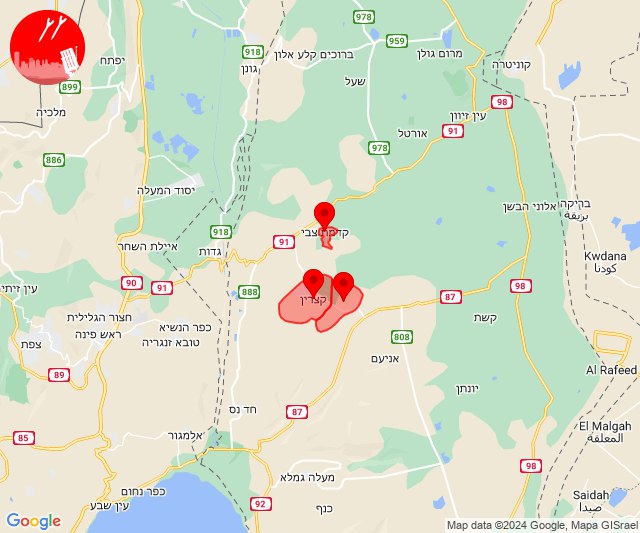 978
959
918
ברוכים קלע אלון
מרום גולן
קוניטרה
יפתח
גונן
899
שעל
98
מלכיה
עין זיוון
אורטל
91
978
886
יסוד המעלה
אלוני הבשן
בריקה
بريقة
918
קדמת צבי
איילת השחר
גדות
91
Kwdana
כודנה
90
91
888
98
עין זיתים
קצרין
87
חצור הגלילית
ראש פינה
כפר הנשיא
טובא זנגריה
קשת
צפת
808
אניעם
89
Al Rafeed
יונתן
חד נס
87
אלמגור
85
El Malgah
المعلقة
98
מעלה גמלא
כפר נחום
עין שבע
92
כנף
Saidah
صيدا
Google
Map data ©2024 Google, Mapa GISrael